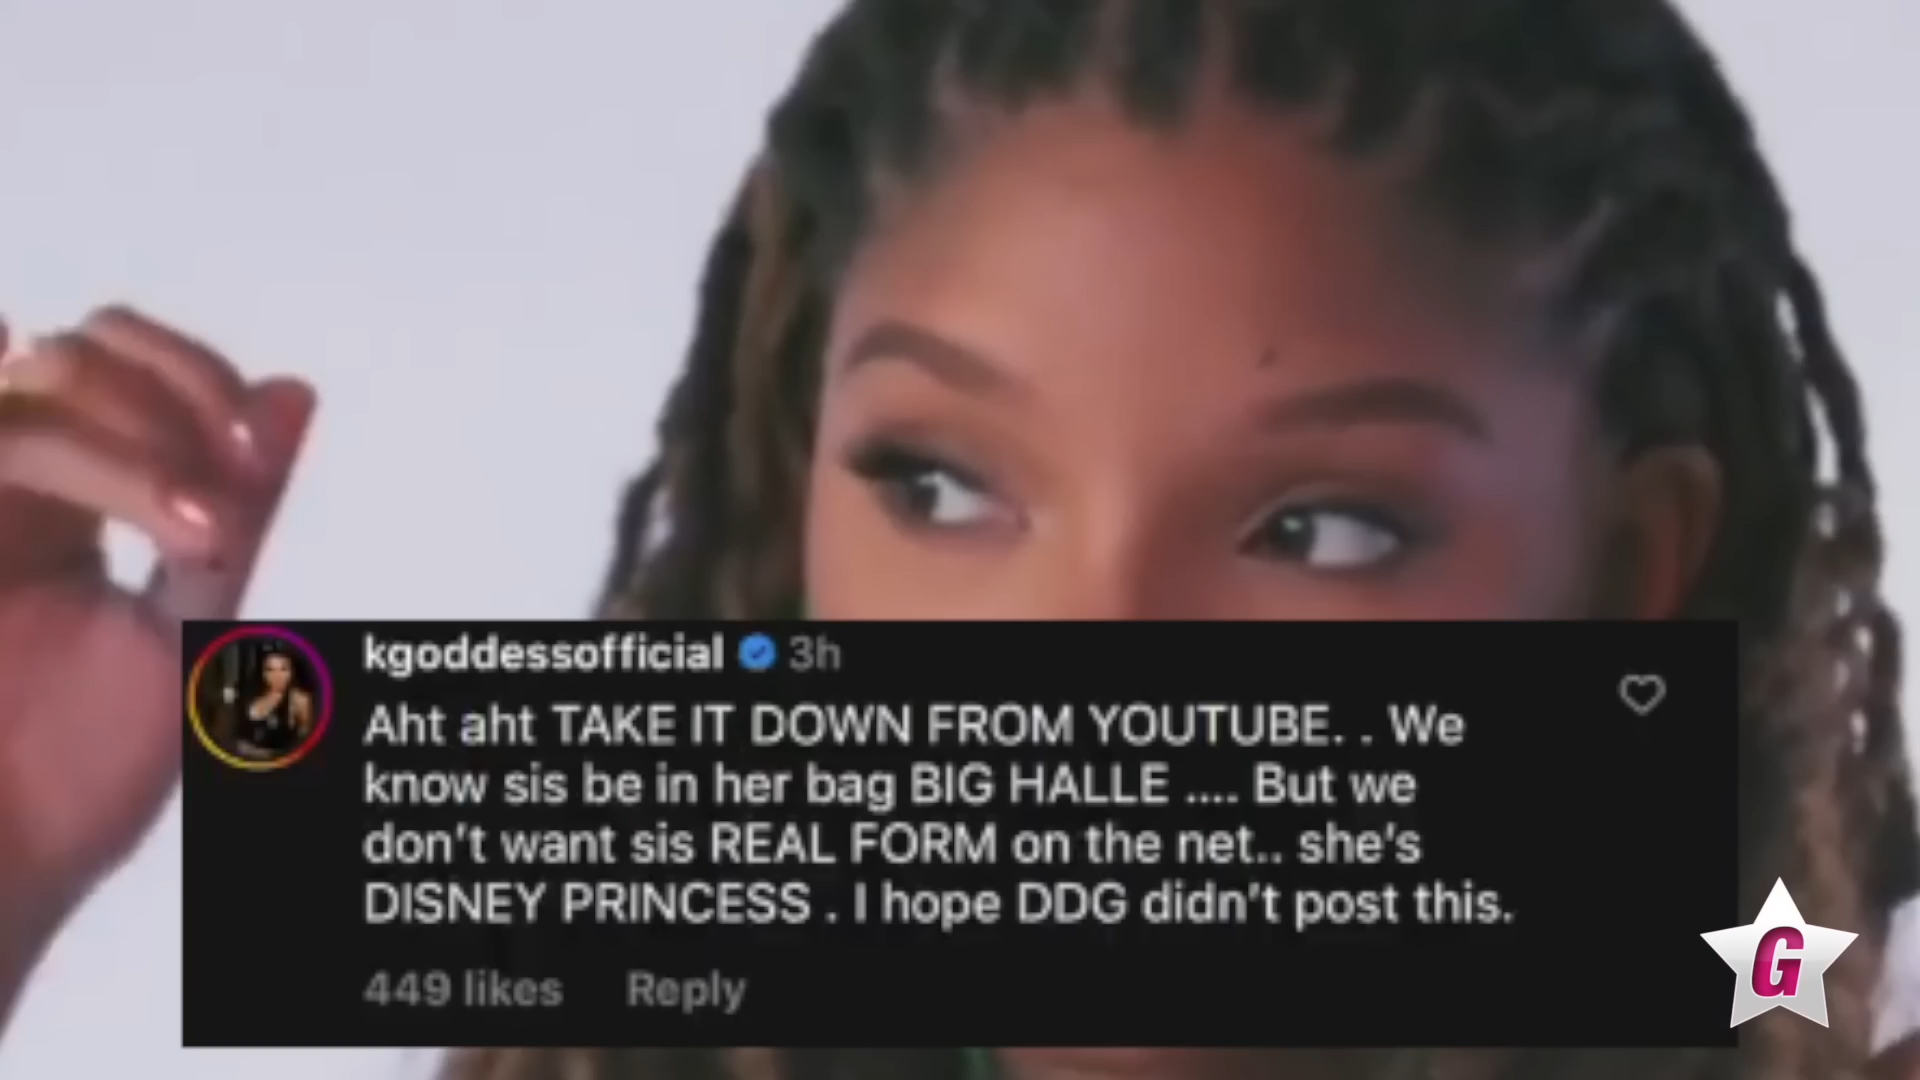 kgoddessofficial 3h
Aht aht TAKE IT DOWN FROM YOUTUBE. . We
know sis be in her bag BIG HALLE .... But we
don't want sis REAL FORM on the net.. she's
DISNEY PRINCESS . I hope DDG didn't post this.
449 likes Reply
G